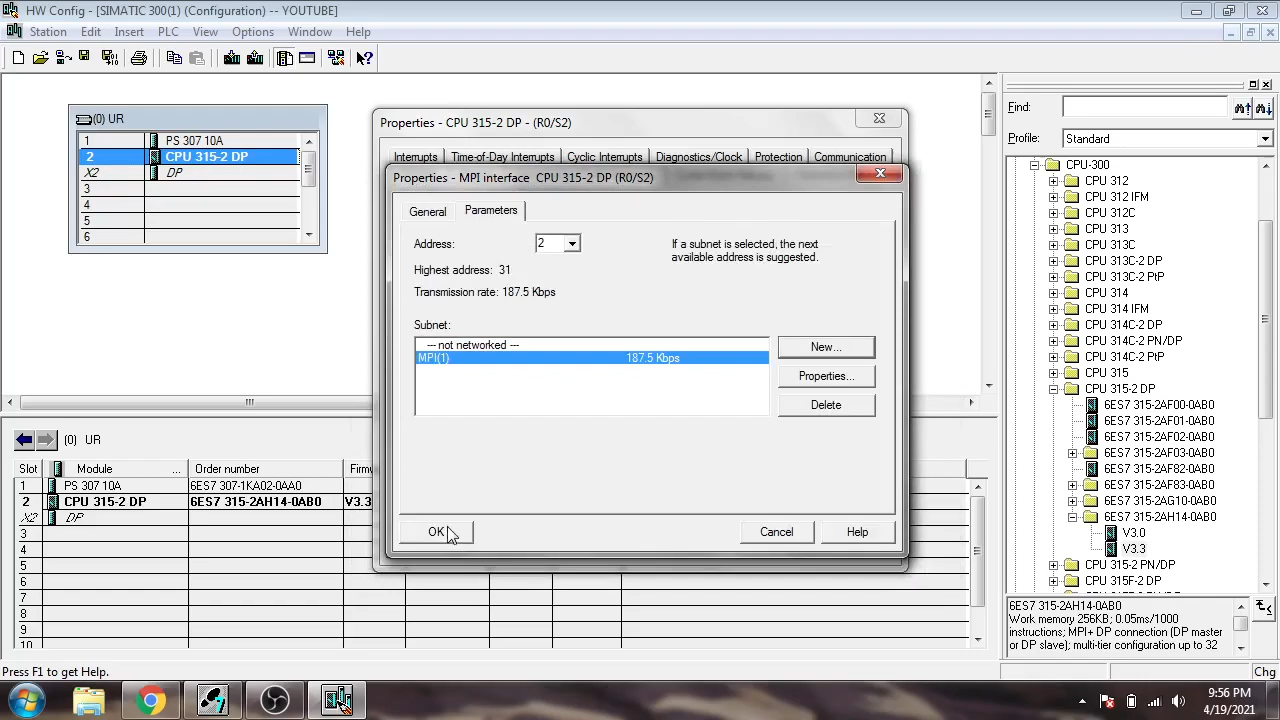 HW Config - [SIMATIC 300(1) (Configuration) -- YOUTUBE]
Station Edit Insert PLC View Options Window Help
(0) UR
1 PS 307 10A
2 CPU 315-2 DP
X2 DP
3
4
5
6
Properties - CPU 315-2 DP - (R0/S2)
Interrupts Time-of-Day Interrupts Cyclic Interrupts Diagnostics/Clock Protection Communication
Properties - MPI interface CPU 315-2 DP (R0/S2)
General Parameters
Address: 2
If a subnet is selected, the next
available address is suggested.
Highest address: 31
Transmission rate: 187.5 Kbps
Subnet:
--- not networked ---
MPI(1) 187.5 Kbps
New...
Properties...
Delete
OK Cancel Help
Find:
Profile: Standard
CPU-300
CPU 312
CPU 312 IFM
CPU 312C
CPU 313
CPU 313C
CPU 313C-2 DP
CPU 313C-2 PtP
CPU 314
CPU 314 IFM
CPU 314C-2 DP
CPU 314C-2 PN/DP
CPU 314C-2 PtP
CPU 315
CPU 315-2 DP
6ES7 315-2AF00-0AB0
6ES7 315-2AF01-0AB0
6ES7 315-2AF02-0AB0
6ES7 315-2AF03-0AB0
6ES7 315-2AF82-0AB0
6ES7 315-2AF83-0AB0
6ES7 315-2AG10-0AB0
6ES7 315-2AH14-0AB0
V3.0
V3.3
CPU 315-2 PN/DP
CPU 315F-2 DP
6ES7 315-2AH14-0AB0
Work memory 256KB; 0.05ms/1000
instructions; MPI+ DP connection (DP master
or DP slave); multi-tier configuration up to 32
(0) UR
Slot Module ... Order number
1 PS 307 10A 6ES7 307-1KA02-0AA0
2 CPU 315-2 DP 6ES7 315-2AH14-0AB0 V3.3
X2 DP
3
4
5
6
7
8
9
10
Press F1 to get Help.
Chg
9:56 PM
4/19/2021